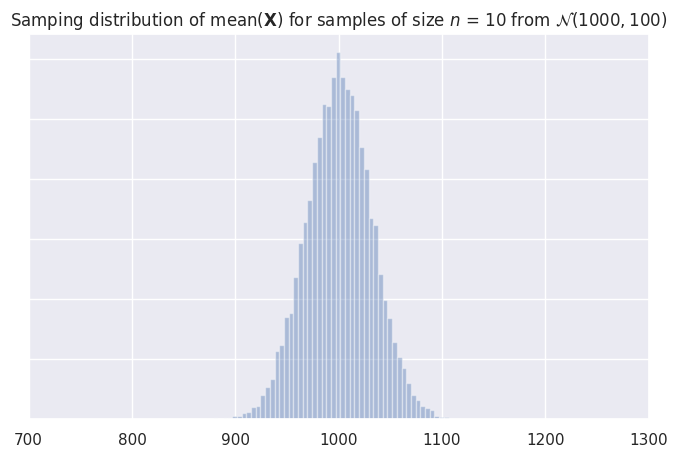 Samping distribution of mean(X) for samples of size n = 10 from 𝒩(1000, 100)
700 800 900 1000 1100 1200 1300